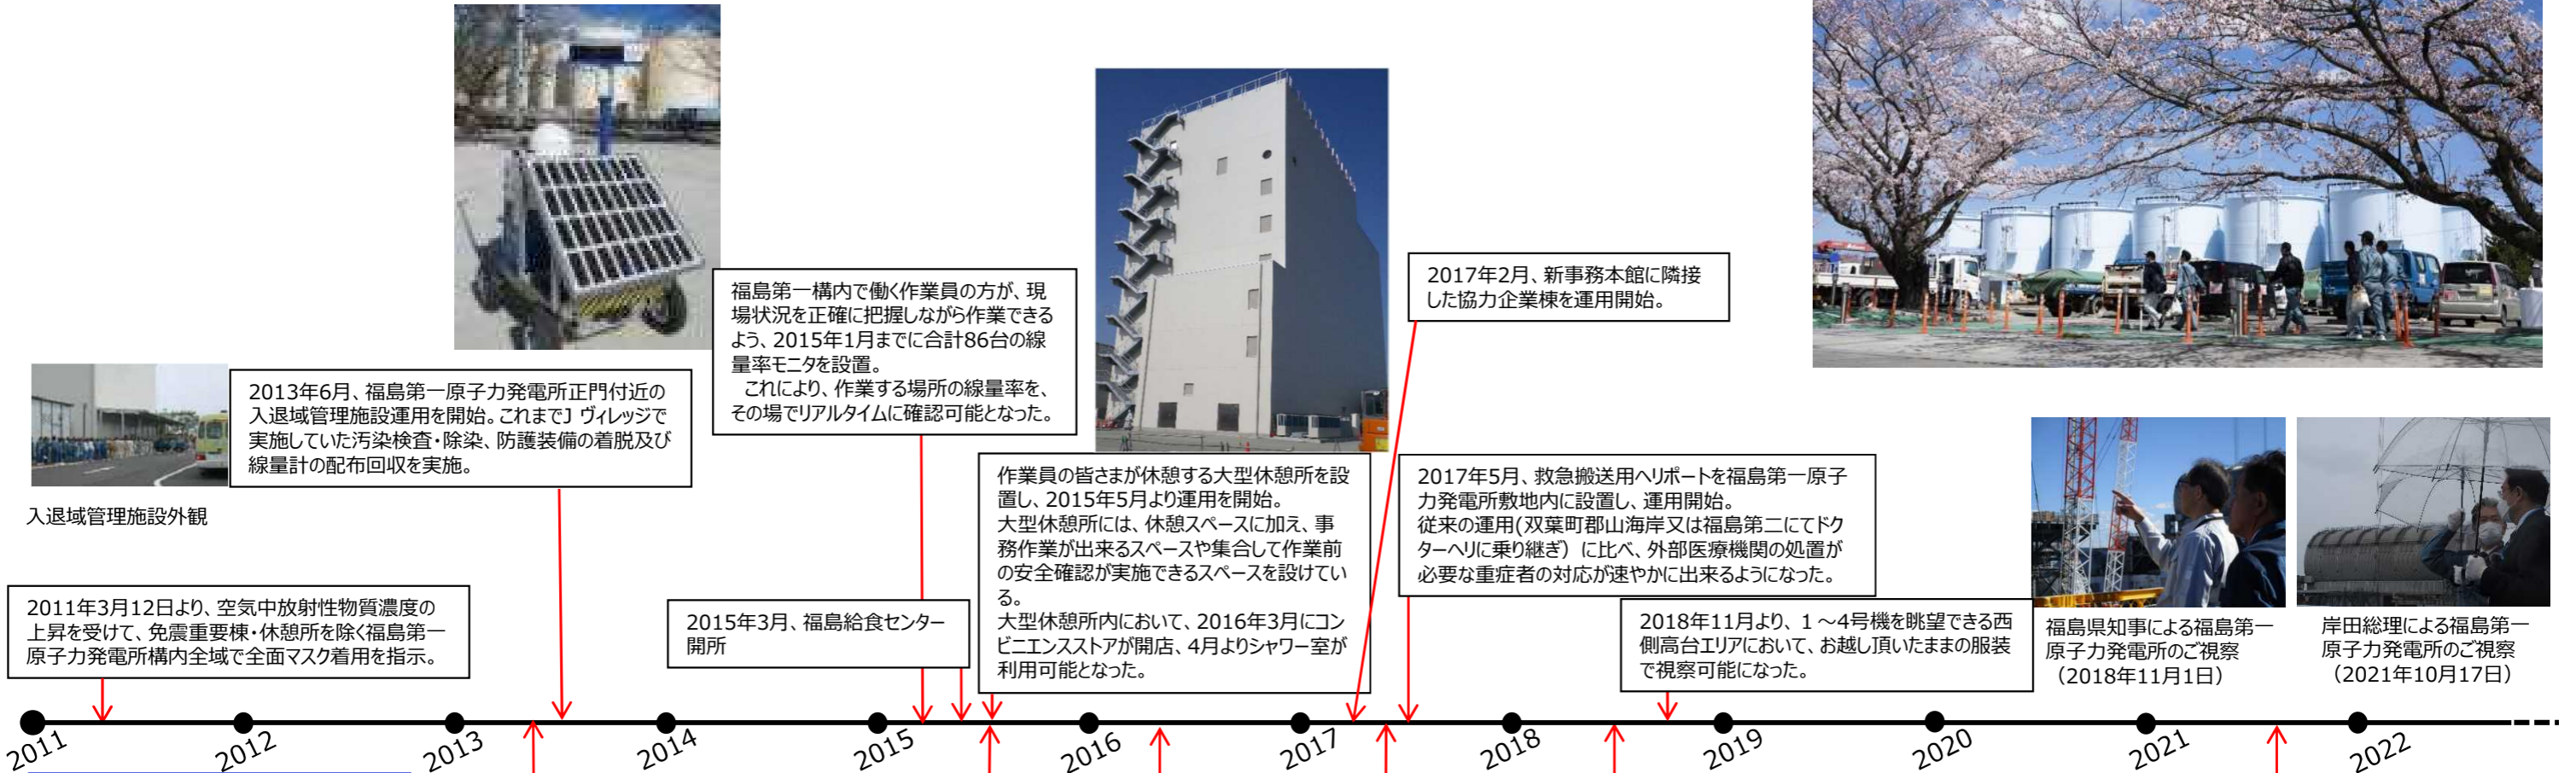 福島第一構内で働く作業員の方が、現
場状況を正確に把握しながら作業できる
よう、2015年1月までに合計86台の線
量率モニタを設置。
これにより、作業する場所の線量率を、
その場でリアルタイムに確認可能となった。
2017年2月、新事務本館に隣接
した協力企業棟を運用開始。
2013年6月、福島第一原子力発電所正門付近の
入退域管理施設運用を開始。これまでJ ヴィレッジで
実施していた汚染検査・除染、防護装備の着脱及び
線量計の配布回収を実施。
入退域管理施設外観
作業員の皆さまが休憩する大型休憩所を設
置し、2015年5月より運用を開始。
大型休憩所には、休憩スペースに加え、事
務作業が出来るスペースや集合して作業前
の安全確認が実施できるスペースを設けてい
る。
大型休憩所内において、2016年3月にコン
ビニエンスストアが開店、4月よりシャワー室が
利用可能となった。
2017年5月、救急搬送用ヘリポートを福島第一原子
力発電所敷地内に設置し、運用開始。
従来の運用(双葉町郡山海岸又は福島第二にてドク
ターヘリに乗り継ぎ）に比べ、外部医療機関の処置が
必要な重症者の対応が速やかに出来るようになった。
2011年3月12日より、空気中放射性物質濃度の
上昇を受けて、免震重要棟・休憩所を除く福島第一
原子力発電所構内全域で全面マスク着用を指示。
2015年3月、福島給食センター
開所
2018年11月より、１～4号機を眺望できる西
側高台エリアにおいて、お越し頂いたままの服装
で視察可能になった。
福島県知事による福島第一
原子力発電所のご視察
（2018年11月1日）
岸田総理による福島第一
原子力発電所のご視察
（2021年10月17日）
2011
2012
2013
2014
2015
2016
2017
2018
2019
2020
2021
2022